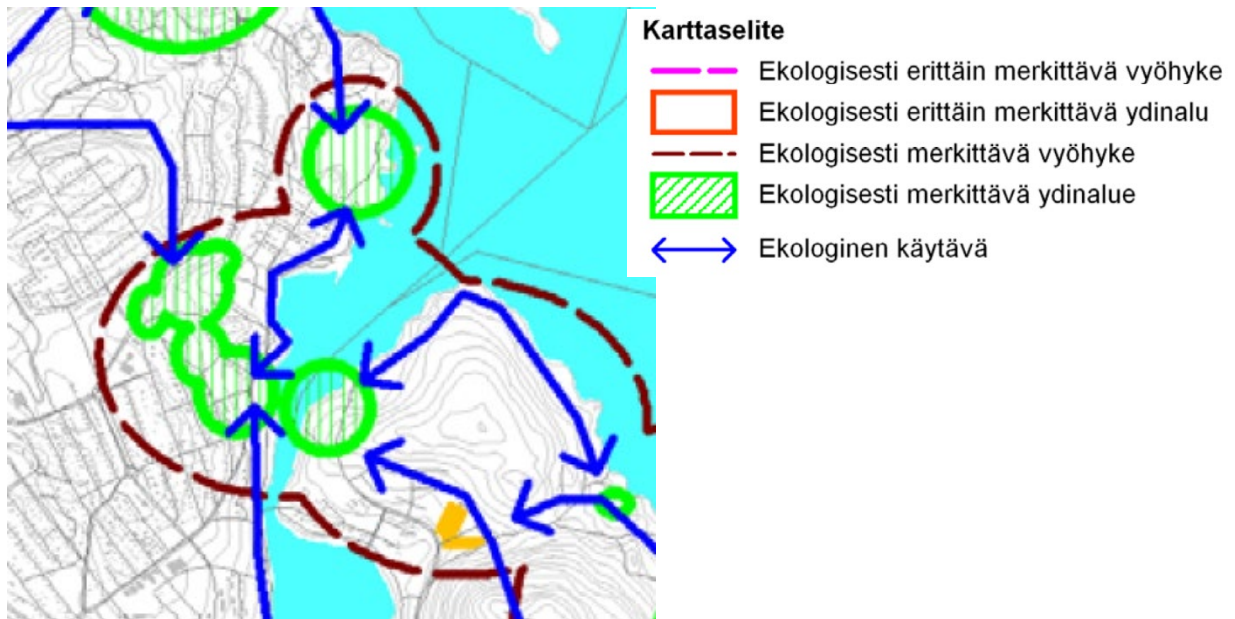 Karttaselite
Ekologisesti erittäin merkittävä vyöhyke
Ekologisesti erittäin merkittävä ydinalu
Ekologisesti merkittävä vyöhyke
Ekologisesti merkittävä ydinalue
Ekologinen käytävä